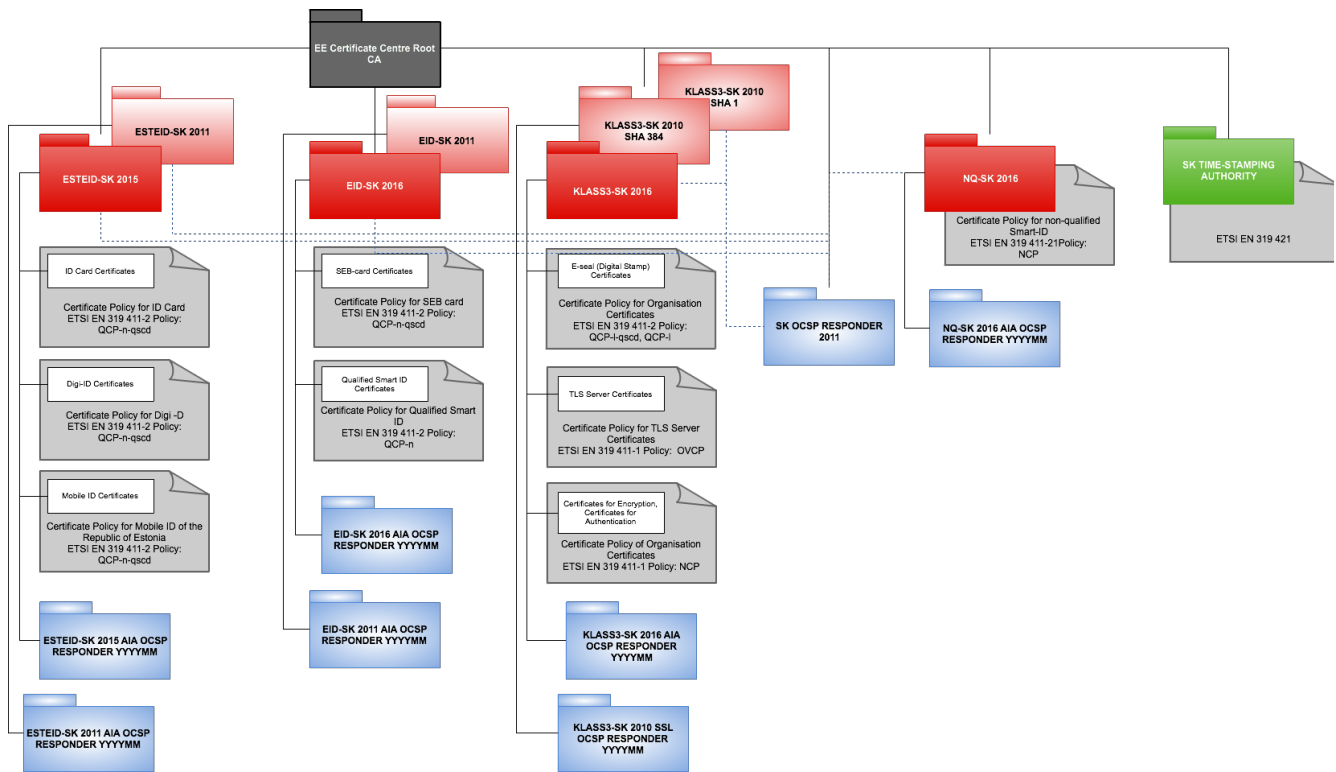 EE Certificate Centre Root
CA
ESTEID-SK 2011
ESTEID-SK 2015
ID Card Certificates
Certificate Policy for ID Card
ETSI EN 319 411-2 Policy:
QCP-n-qscd
Digi-ID Certificates
Certificate Policy for Digi -D
ETSI EN 319 411-2 Policy:
QCP-n-qscd
Mobile ID Certificates
Certificate Policy for Mobile ID of the
Republic of Estonia
ETSI EN 319 411-2 Policy:
QCP-n-qscd
ESTEID-SK 2015 AIA OCSP
RESPONDER YYYYMM
ESTEID-SK 2011 AIA OCSP
RESPONDER YYYYMM
EID-SK 2011
EID-SK 2016
SEB-card Certificates
Certificate Policy for SEB card
ETSI EN 319 411-2 Policy:
QCP-n-qscd
Qualified Smart ID
Certificates
Certificate Policy for Qualified Smart
ID
ETSI EN 319 411-2 Policy:
QCP-n
EID-SK 2016 AIA OCSP
RESPONDER YYYYMM
EID-SK 2011 AIA OCSP
RESPONDER YYYYMM
KLASS3-SK 2010
SHA 1
KLASS3-SK 2010
SHA 384
KLASS3-SK 2016
E-seal (Digital Stamp)
Certificates
Certificate Policy for Organisation
Certificates
ETSI EN 319 411-2 Policy:
QCP-l-qscd, QCP-l
TLS Server Certificates
Certificate Policy for TLS Server
Certificates
ETSI EN 319 411-1 Policy: OVCP
Certificates for Encryption,
Certificates for
Authentication
Certificate Policy of Organisation
Certificates
ETSI EN 319 411-1 Policy: NCP
KLASS3-SK 2016 AIA
OCSP RESPONDER
YYYYMM
KLASS3-SK 2010 SSL
OCSP RESPONDER
YYYYMM
SK OCSP RESPONDER
2011
NQ-SK 2016
Certificate Policy for non-qualified
Smart-ID
ETSI EN 319 411-21Policy:
NCP
NQ-SK 2016 AIA OCSP
RESPONDER YYYYMM
SK TIME-STAMPING
AUTHORITY
ETSI EN 319 421